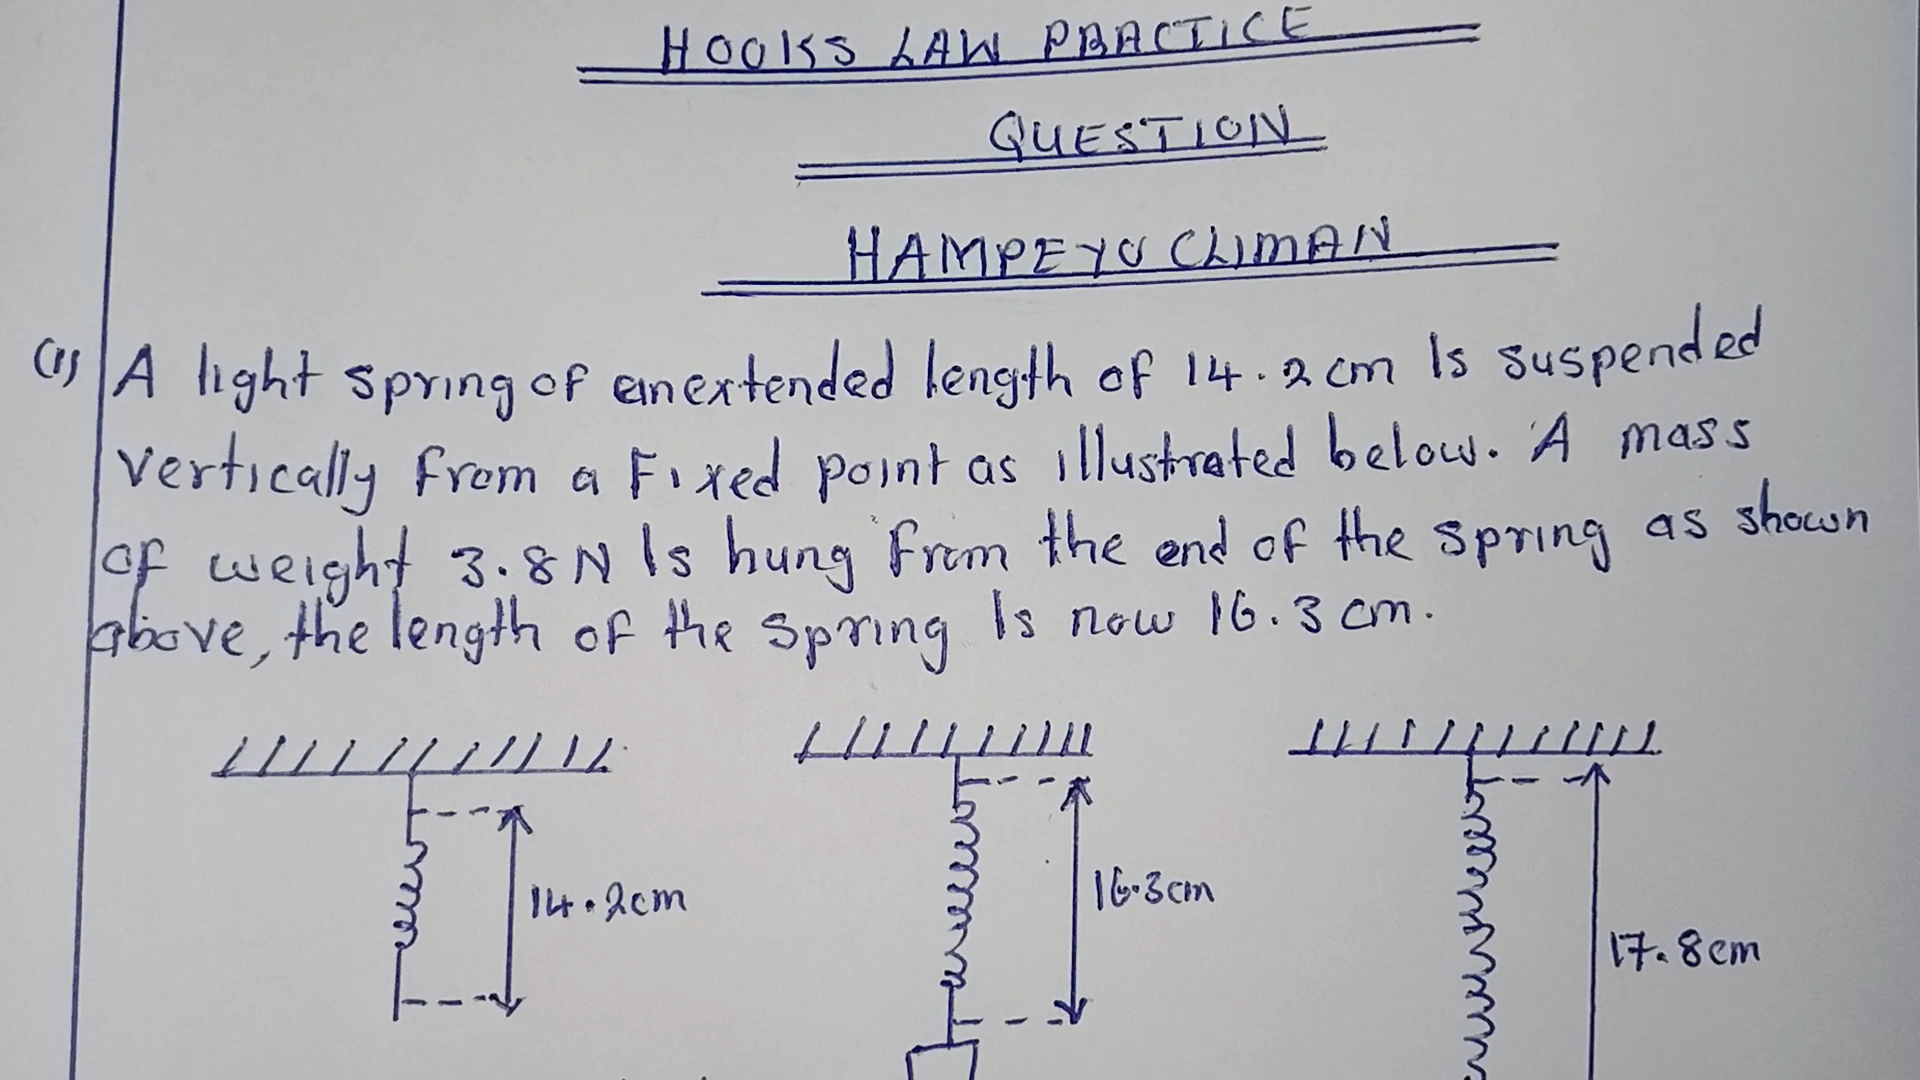 HOOKS LAW PRACTICE
QUESTION
HAMPEYO CLIMAN
(1) A light spring of unextended length of 14.2 cm Is suspended
vertically from a Fixed point as illustrated below. A mass
of weight 3.8 N Is hung from the end of the spring as shown
above, the length of the spring Is now 16.3 cm.
14.2cm
16.3cm
17.8cm